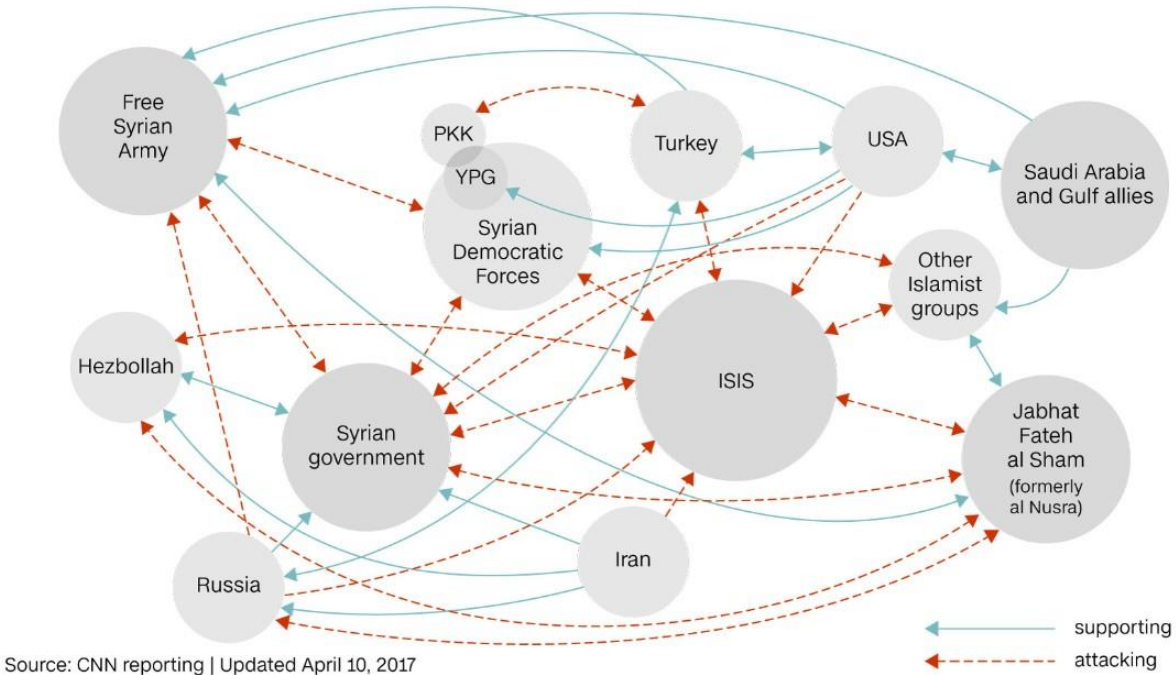 Free
Syrian
Army
PKK
YPG
Syrian
Democratic
Forces
Turkey
USA
Saudi Arabia
and Gulf allies
Other
Islamist
groups
Hezbollah
Syrian
government
ISIS
Jabhat
Fateh
al Sham
(formerly
al Nusra)
Russia
Iran
supporting
attacking
Source: CNN reporting | Updated April 10, 2017